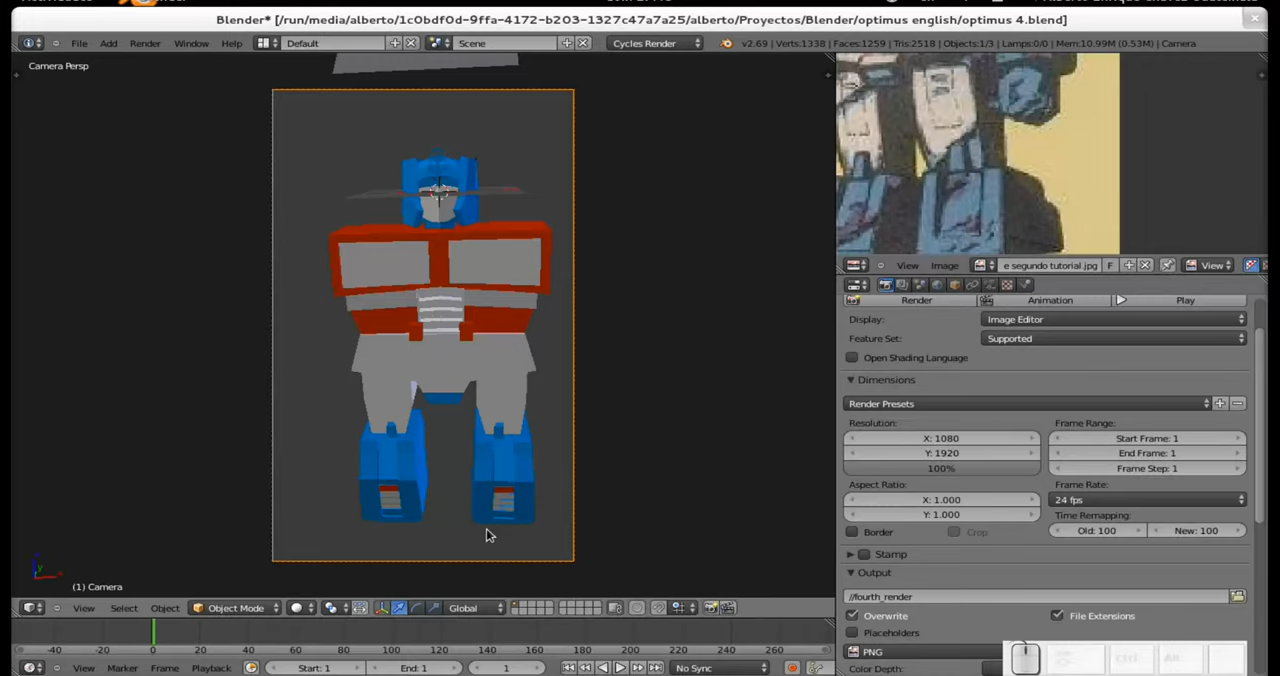 Blender* [/run/media/alberto/1c0bdf0d-9ffa-4172-b203-1327c47a7a25/alberto/Proyectos/Blender/optimus english/optimus 4.blend]
File Add Render Window Help Default Scene Cycles Render v2.69 | Verts:1338 | Faces:1259 | Tris:2518 | Objects:1/3 | Lamps:0/0 | Mem:10.99M (0.53M) | Camera
Camera Persp
(1) Camera
View Select Object Object Mode Global
-40 -20 0 20 40 60 80 100 120 140 160 180 200 220 240 260
View Marker Frame Playback Start: 1 End: 1 1 No Sync
View Image e segundo tutorial.jpg F View
Render Animation Play
Display: Image Editor
Feature Set: Supported
Open Shading Language
Dimensions
Render Presets
Resolution: Frame Range:
X: 1080 Start Frame: 1
Y: 1920 End Frame: 1
100% Frame Step: 1
Aspect Ratio: Frame Rate:
X: 1.000 24 fps
Y: 1.000 Time Remapping:
Border Crop Old: 100 New: 100
Stamp
Output
//fourth_render
Overwrite File Extensions
Placeholders
PNG
Color Depth:
Ctrl Alt